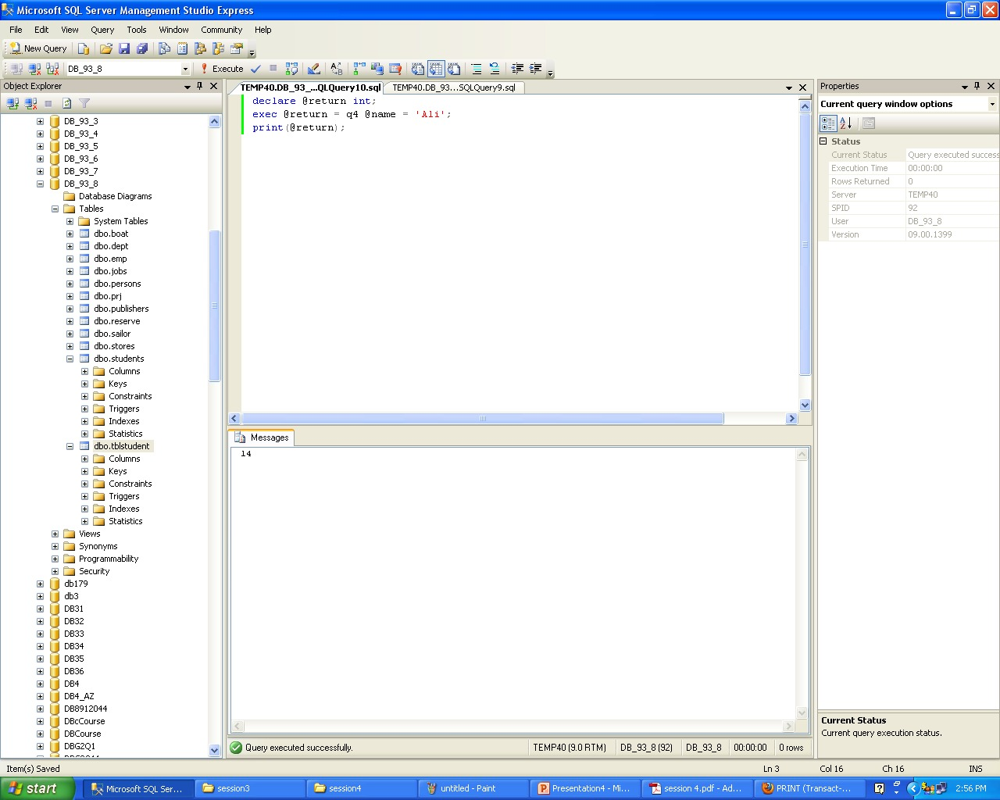 Microsoft SQL Server Management Studio Express
File Edit View Query Tools Window Community Help
New Query
DB_93_8 Execute
Object Explorer
DB_93_3
DB_93_4
DB_93_5
DB_93_6
DB_93_7
DB_93_8
Database Diagrams
Tables
System Tables
dbo.boat
dbo.dept
dbo.emp
dbo.jobs
dbo.persons
dbo.prj
dbo.publishers
dbo.reserve
dbo.sailor
dbo.stores
dbo.students
Columns
Keys
Constraints
Triggers
Indexes
Statistics
dbo.tblstudent
Columns
Keys
Constraints
Triggers
Indexes
Statistics
Views
Synonyms
Programmability
Security
db179
db3
DB31
DB32
DB33
DB34
DB35
DB36
DB4
DB4_AZ
DB8912044
DBcCourse
DBCourse
DBG2Q1
TEMP40.DB_93_...QLQuery10.sql TEMP40.DB_93...SQLQuery9.sql
declare @return int;
exec @return = q4 @name = 'Ali';
print(@return);
Messages
14
Query executed successfully. TEMP40 (9.0 RTM) DB_93_8 (92) DB_93_8 00:00:00 0 rows
Properties
Current query window options
Status
Current Status Query executed success
Execution Time 00:00:00
Rows Returned 0
Server TEMP40
SPID 92
User DB_93_8
Version 09.00.1399
Current Status
Current query execution status.
Item(s) Saved Ln 3 Col 16 Ch 16 INS
start Microsoft SQL Ser... session3 session4 untitled - Paint Presentation4 - Mi... session 4.pdf - Ad... PRINT (Transact-... 2:56 PM